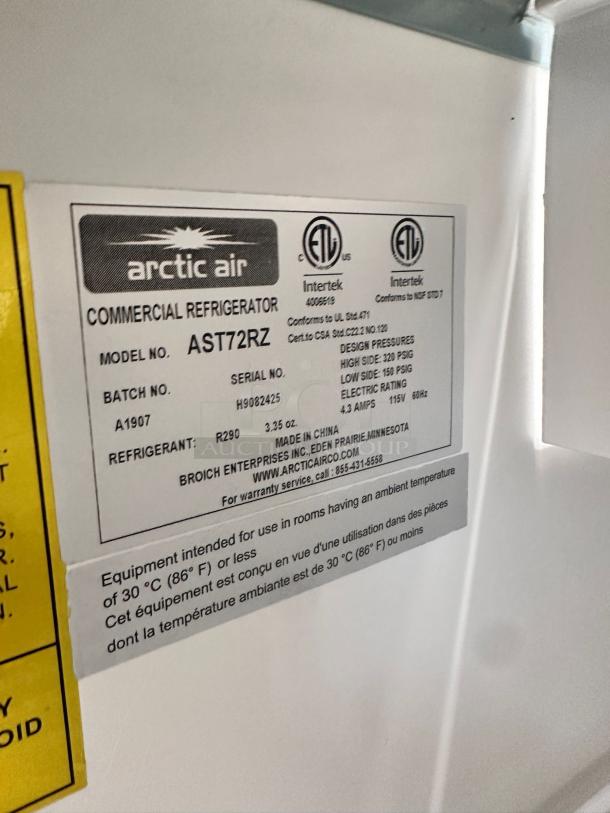 arctic air
COMMERCIAL REFRIGERATOR
MODEL NO. AST72RZ
BATCH NO. SERIAL NO.
A1907 H9082425
REFRIGERANT: R290 3.35 oz.
C ETL US
Intertek
4006519
ETL
Intertek
Conforms to NSF STD 7
Conforms to UL Std.471
Cert.to CSA Std.C22.2 NO.120
DESIGN PRESSURES
HIGH SIDE: 320 PSIG
LOW SIDE: 150 PSIG
ELECTRIC RATING
4.3 AMPS 115V 60Hz
MADE IN CHINA
BROICH ENTERPRISES INC.,EDEN PRAIRIE,MINNESOTA
WWW.ARCTICAIRCO.COM
For warranty service, call : 855-431-5558
Equipment intended for use in rooms having an ambient temperature
of 30 °C (86° F) or less
Cet équipement est conçu en vue d'une utilisation dans des pièces
dont la température ambiante est de 30 °C (86° F) ou moins